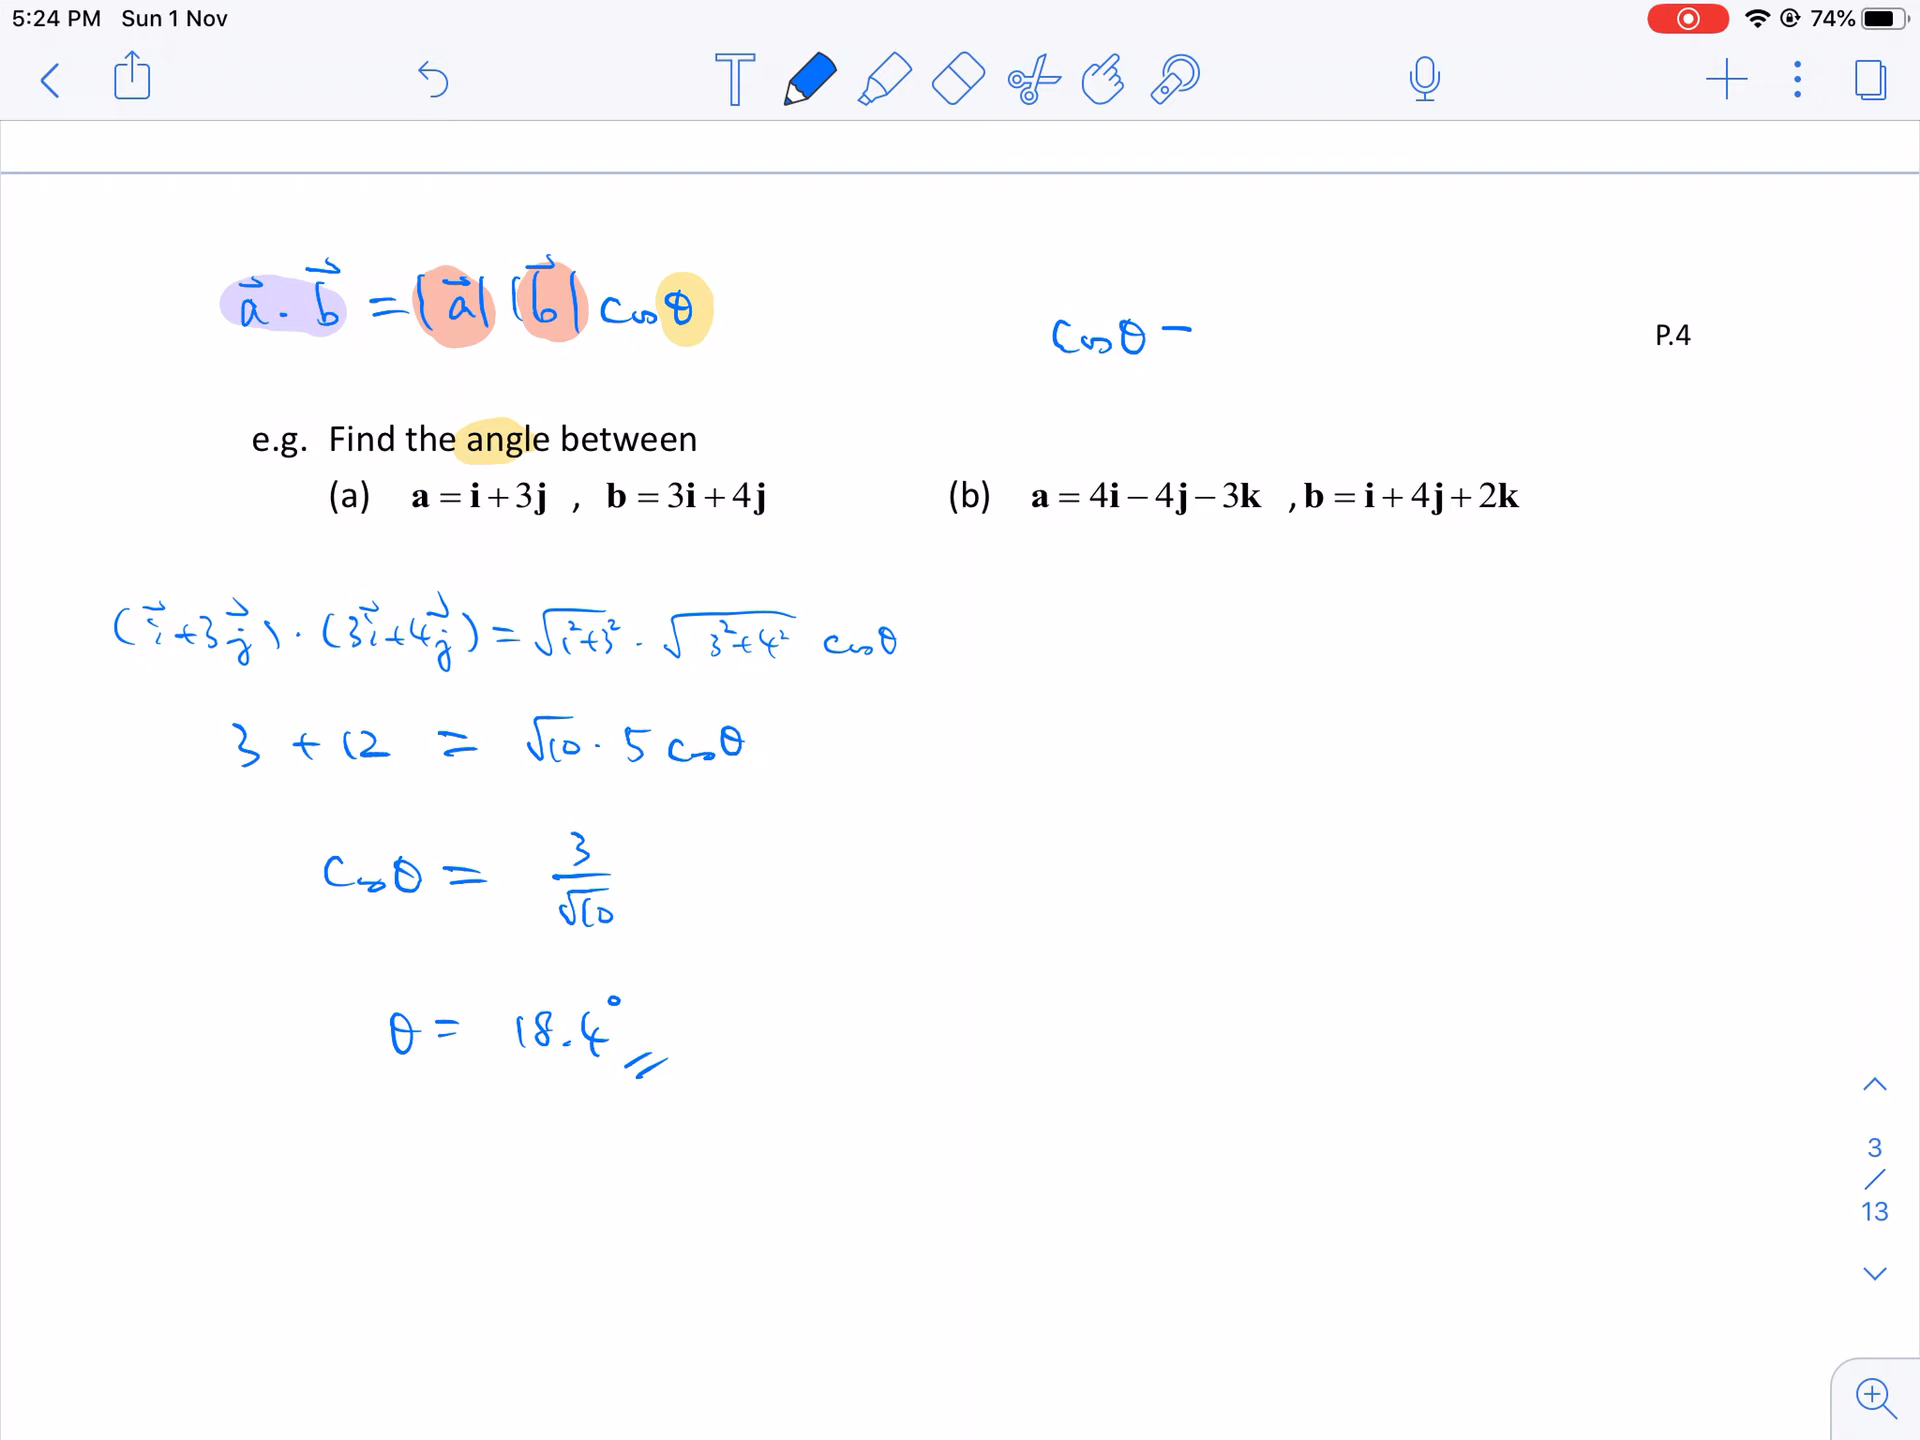 5:24 PM Sun 1 Nov 74%
T
a⃗ · b⃗ = |a⃗| |b⃗| cos θ
cos θ −
P.4
e.g. Find the angle between
(a) a = i + 3j , b = 3i + 4j
(b) a = 4i − 4j − 3k , b = i + 4j + 2k
(i⃗ + 3j⃗) · (3i⃗ + 4j⃗) = √(1² + 3²) · √(3² + 4²) cos θ
3 + 12 = √10 · 5 cos θ
cos θ = 3/√10
θ = 18.4°
3
/
13